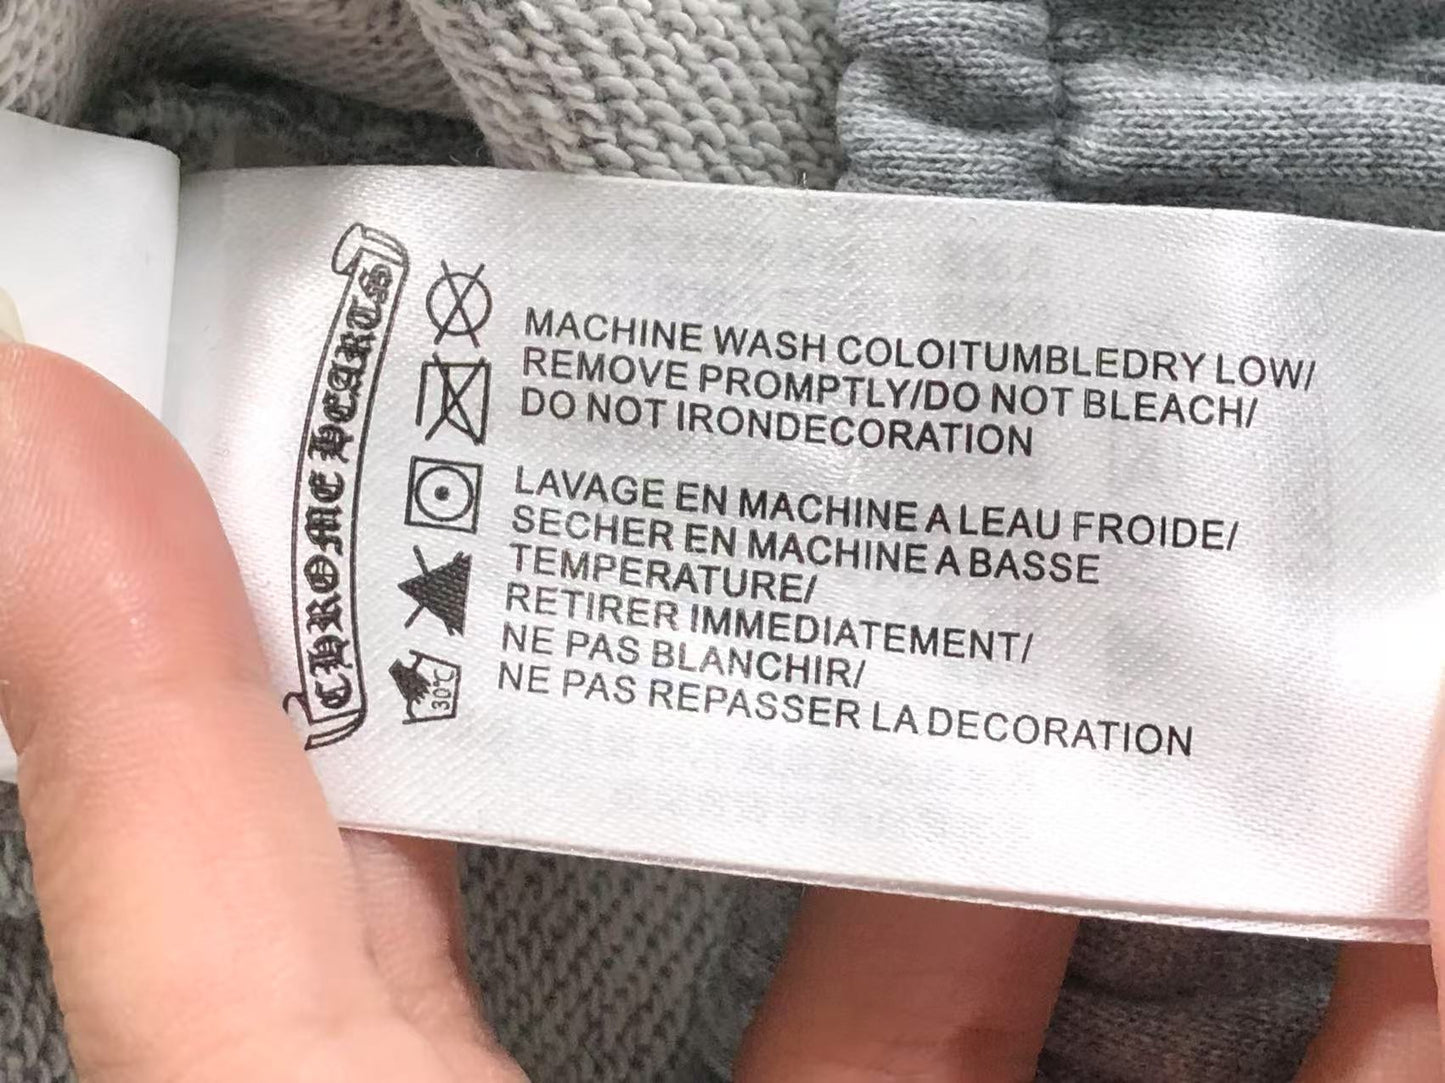 CHROME HEARTS
MACHINE WASH COLOITUMBLEDRY LOW/
REMOVE PROMPTLY/DO NOT BLEACH/
DO NOT IRONDECORATION
LAVAGE EN MACHINE A LEAU FROIDE/
SECHER EN MACHINE A BASSE
TEMPERATURE/
RETIRER IMMEDIATEMENT/
NE PAS BLANCHIR/
NE PAS REPASSER LA DECORATION
30℃